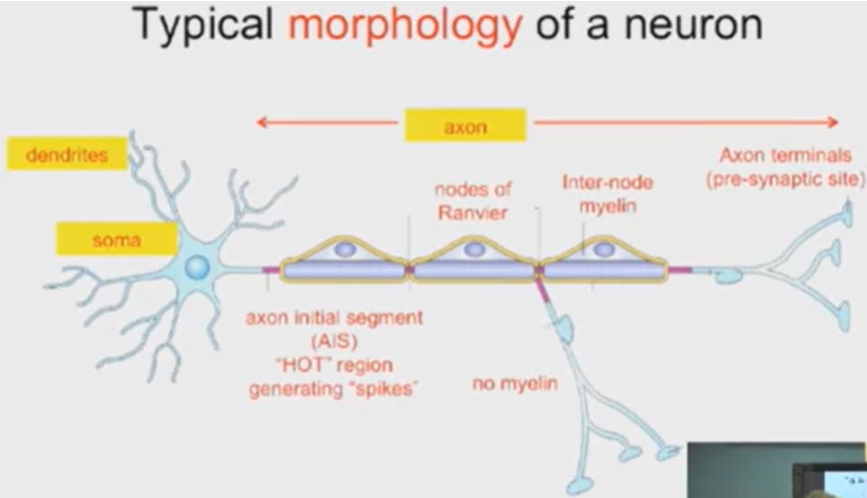 Typical morphology of a neuron
axon
dendrites
soma
nodes of
Ranvier
Inter-node
myelin
Axon terminals
(pre-synaptic site)
axon initial segment
(AIS)
"HOT" region
generating "spikes"
no myelin